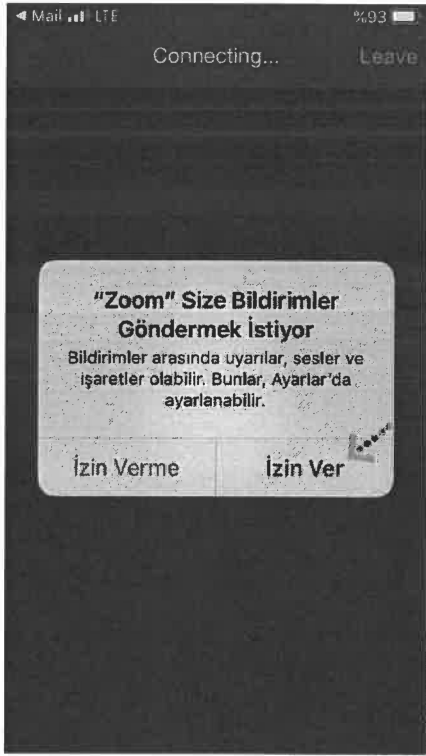 ◀ Mail LTE %93
Connecting... Leave
"Zoom" Size Bildirimler
Göndermek İstiyor
Bildirimler arasında uyarılar, sesler ve
işaretler olabilir. Bunlar, Ayarlar'da
ayarlanabilir.
İzin Verme İzin Ver